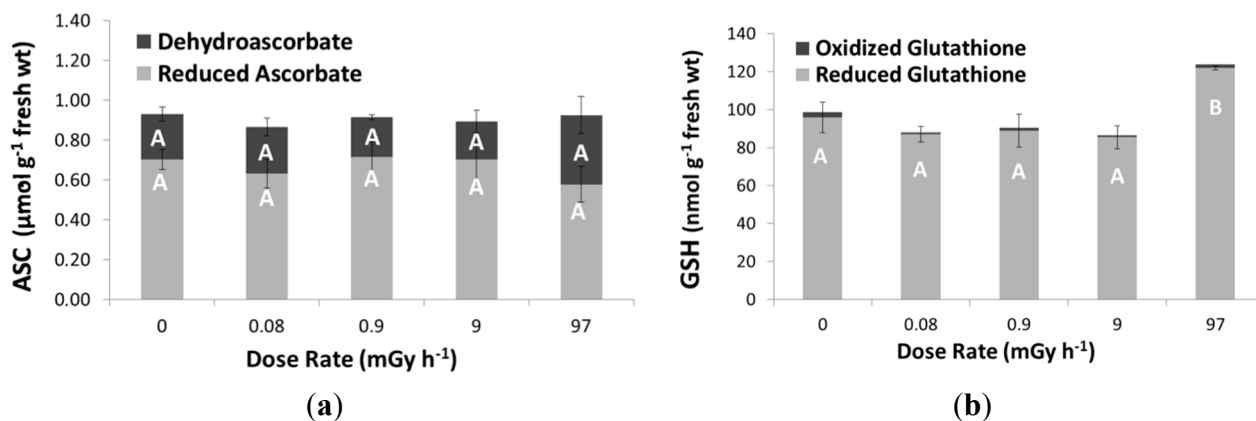 1.40
1.20
1.00
0.80
0.60
0.40
0.20
0.00
ASC (μmol g⁻¹ fresh wt)
Dehydroascorbate
Reduced Ascorbate
A A A A A
A A A A A
0 0.08 0.9 9 97
Dose Rate (mGy h⁻¹)
(a)
140
120
100
80
60
40
20
0
GSH (nmol g⁻¹ fresh wt)
Oxidized Glutathione
Reduced Glutathione
A A A A B
0 0.08 0.9 9 97
Dose Rate (mGy h⁻¹)
(b)